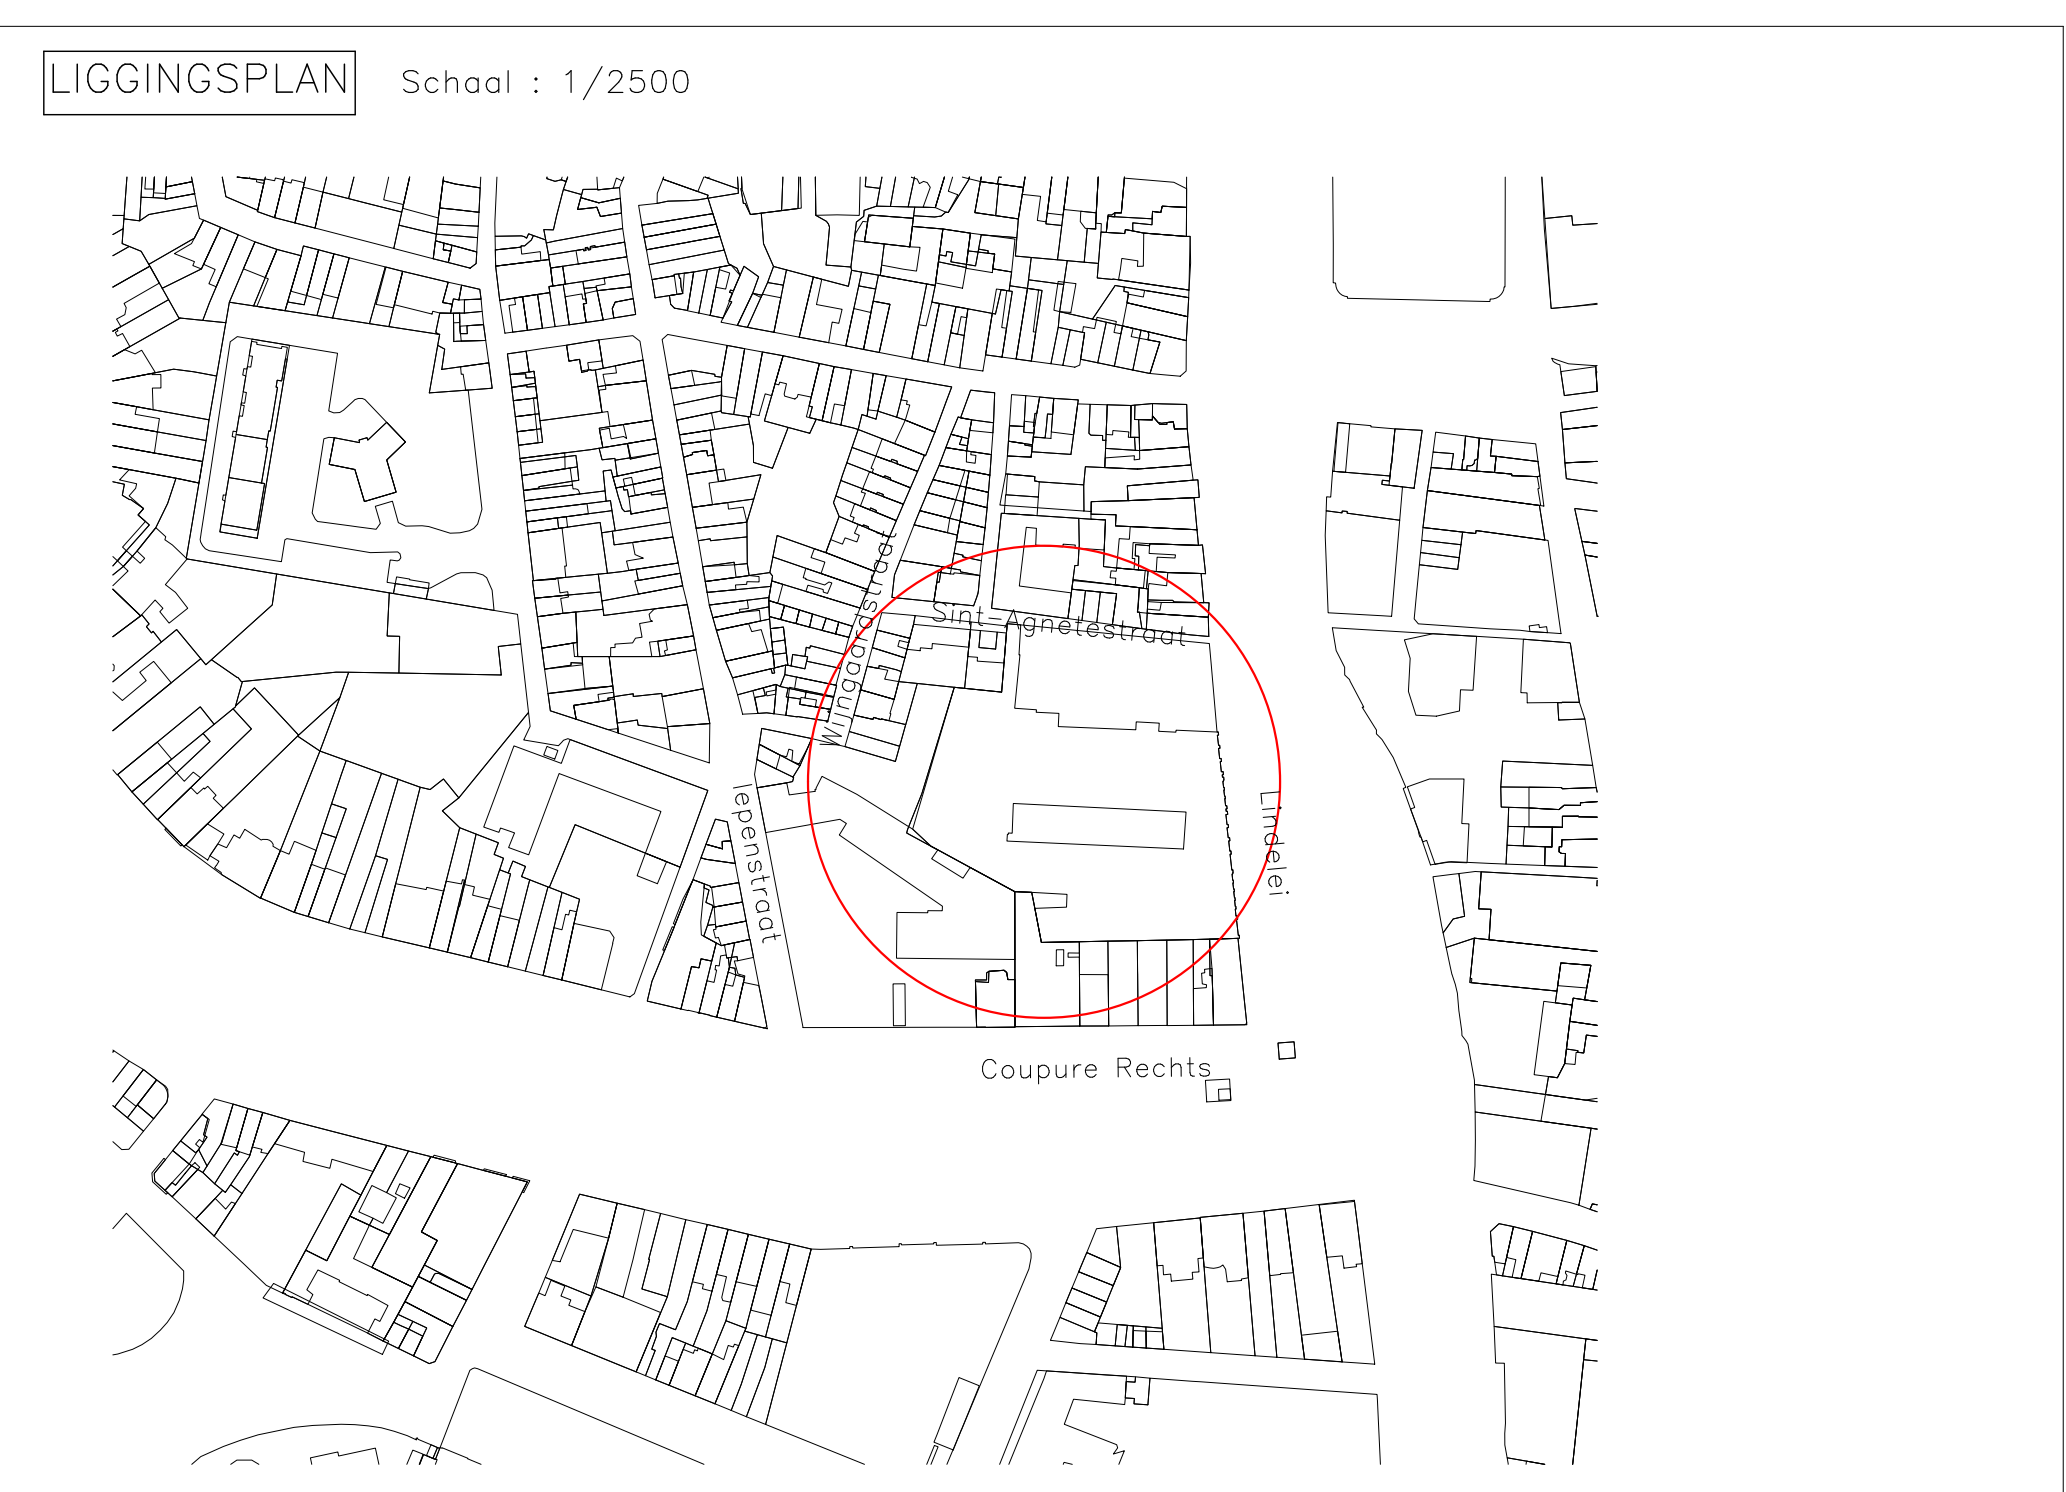 LIGGINGSPLAN
Schaal : 1/2500
Wijngaardstraat
Sint-Agnetestraat
Iepenstraat
Lindelei
Coupure Rechts